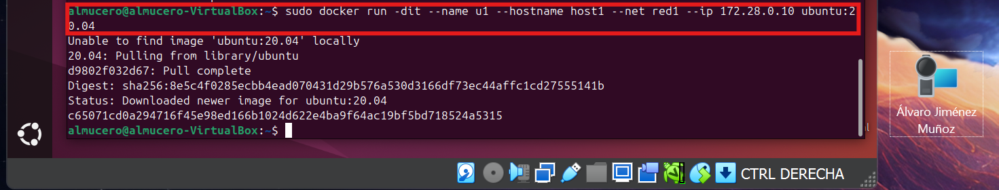 almucero@almucero-VirtualBox:~$ sudo docker run -dit --name u1 --hostname host1 --net red1 --ip 172.28.0.10 ubuntu:2
0.04
Unable to find image 'ubuntu:20.04' locally
20.04: Pulling from library/ubuntu
d9802f032d67: Pull complete
Digest: sha256:8e5c4f0285ecbb4ead070431d29b576a530d3166df73ec44affc1cd27555141b
Status: Downloaded newer image for ubuntu:20.04
c65071cd0a294716f45e98ed166b1024d622e4ba9f64ac19bf5bd718524a5315
almucero@almucero-VirtualBox:~$
Álvaro Jiménez
Muñoz
CTRL DERECHA